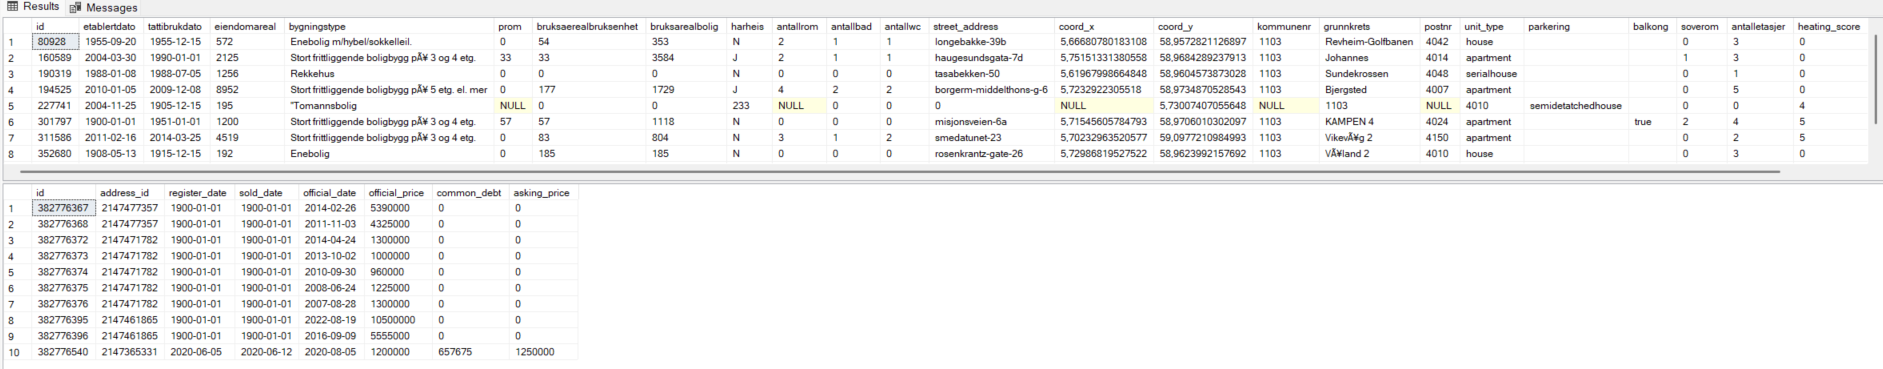 Results Messages
id etablertdato tattibrukdato eiendomareal bygningstype prom bruksaerealbruksenhet bruksarealbolig harheis antallrom antallbad antallwc street_address coord_x coord_y kommunenr grunnkrets postnr unit_type parkering balkong soverom antalletasjer heating_score
1 80928 1955-09-20 1955-12-15 572 Enebolig m/hybel/sokkelleil. 0 54 353 N 2 1 1 longebakke-39b 5,66680780183108 58,9572821126897 1103 Revheim-Golfbanen 4042 house 0 3 0
2 160589 2004-03-30 1990-01-01 2125 Stort frittliggende boligbygg pÃ¥ 3 og 4 etg. 33 33 3584 J 2 1 1 haugesundsgata-7d 5,75151331380558 58,9684289237913 1103 Johannes 4014 apartment 1 3 0
3 190319 1988-01-08 1988-07-05 1256 Rekkehus 0 0 0 N 0 0 0 tasabekken-50 5,61967998664848 58,9604573873028 1103 Sundekrossen 4048 serialhouse 0 1 0
4 194525 2010-01-05 2009-12-08 8952 Stort frittliggende boligbygg pÃ¥ 5 etg. el. mer 0 177 1729 J 4 2 2 borgerm-middelthons-g-6 5,7232922305518 58,9734870528543 1103 Bjergsted 4007 apartment 0 5 0
5 227741 2004-11-25 1905-12-15 195 "Tomannsbolig NULL 0 0 233 NULL 0 0 0 NULL 5,73007407055648 NULL 1103 NULL 4010 semidetatchedhouse 0 0 4
6 301797 1900-01-01 1951-01-01 1200 Stort frittliggende boligbygg pÃ¥ 3 og 4 etg. 57 57 1118 N 0 0 0 misjonsveien-6a 5,71545605784793 58,9706010302097 1103 KAMPEN 4 4024 apartment true 2 4 5
7 311586 2011-02-16 2014-03-25 4519 Stort frittliggende boligbygg pÃ¥ 3 og 4 etg. 0 83 804 N 3 1 2 smedatunet-23 5,70232963520577 59,0977210984993 1103 VikevÃ¥g 2 4150 apartment 0 2 5
8 352680 1908-05-13 1915-12-15 192 Enebolig 0 185 185 N 0 0 0 rosenkrantz-gate-26 5,72986819527522 58,9623992157692 1103 VÃ¥land 2 4010 house 0 3 0
id address_id register_date sold_date official_date official_price common_debt asking_price
1 382776367 2147477357 1900-01-01 1900-01-01 2014-02-26 5390000 0 0
2 382776368 2147477357 1900-01-01 1900-01-01 2011-11-03 4325000 0 0
3 382776372 2147471782 1900-01-01 1900-01-01 2014-04-24 1300000 0 0
4 382776373 2147471782 1900-01-01 1900-01-01 2013-10-02 1000000 0 0
5 382776374 2147471782 1900-01-01 1900-01-01 2010-09-30 960000 0 0
6 382776375 2147471782 1900-01-01 1900-01-01 2008-06-24 1225000 0 0
7 382776376 2147471782 1900-01-01 1900-01-01 2007-08-28 1300000 0 0
8 382776395 2147461865 1900-01-01 1900-01-01 2022-08-19 10500000 0 0
9 382776396 2147461865 1900-01-01 1900-01-01 2016-09-09 5555000 0 0
10 382776540 2147365331 2020-06-05 2020-06-12 2020-08-05 1200000 657675 1250000